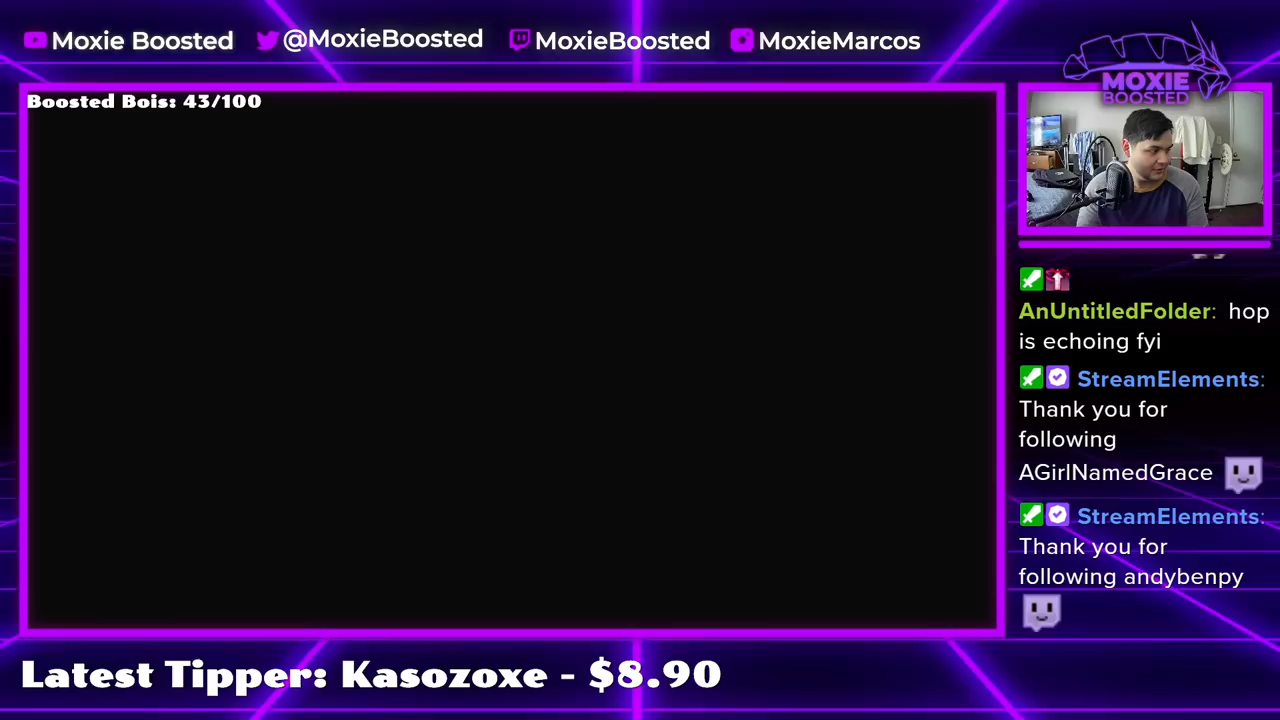 Moxie Boosted @MoxieBoosted MoxieBoosted MoxieMarcos
MOXIE
BOOSTED
Boosted Bois: 43/100
AnUntitledFolder: hop
is echoing fyi
StreamElements:
Thank you for
following
AGirlNamedGrace
StreamElements:
Thank you for
following andybenpy
Latest Tipper: Kasozoxe - $8.90